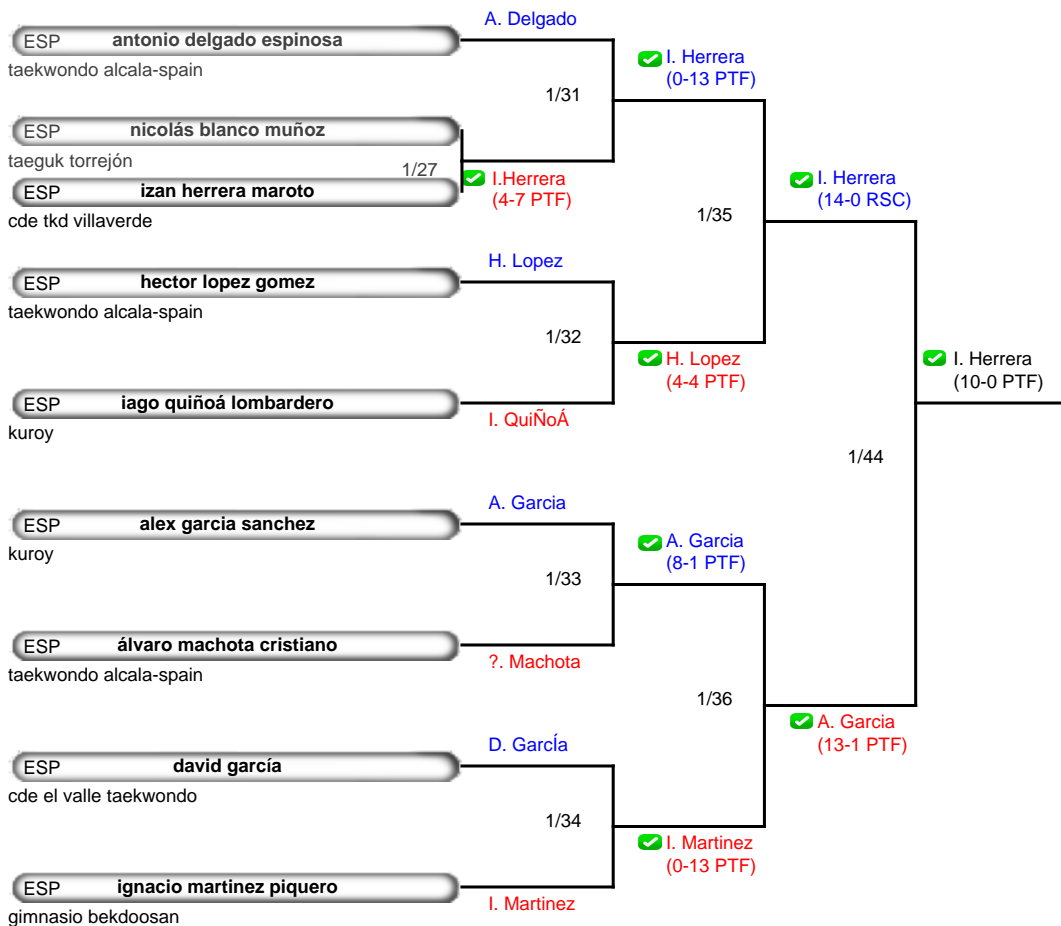 A. Delgado
ESP antonio delgado espinosa
taekwondo alcala-spain
I. Herrera
(0-13 PTF)
1/31
ESP nicolás blanco muñoz
taeguk torrejón
1/27
I.Herrera
(4-7 PTF)
ESP izan herrera maroto
cde tkd villaverde
I. Herrera
(14-0 RSC)
1/35
H. Lopez
ESP hector lopez gomez
taekwondo alcala-spain
1/32
H. Lopez
(4-4 PTF)
I. Herrera
(10-0 PTF)
ESP iago quiñoá lombardero
kuroy
I. QuiÑoÁ
1/44
A. Garcia
ESP alex garcia sanchez
kuroy
A. Garcia
(8-1 PTF)
1/33
ESP álvaro machota cristiano
taekwondo alcala-spain
?. Machota
1/36
A. Garcia
(13-1 PTF)
D. GarcÍa
ESP david garcía
cde el valle taekwondo
1/34
I. Martinez
(0-13 PTF)
ESP ignacio martinez piquero
gimnasio bekdoosan
I. Martinez